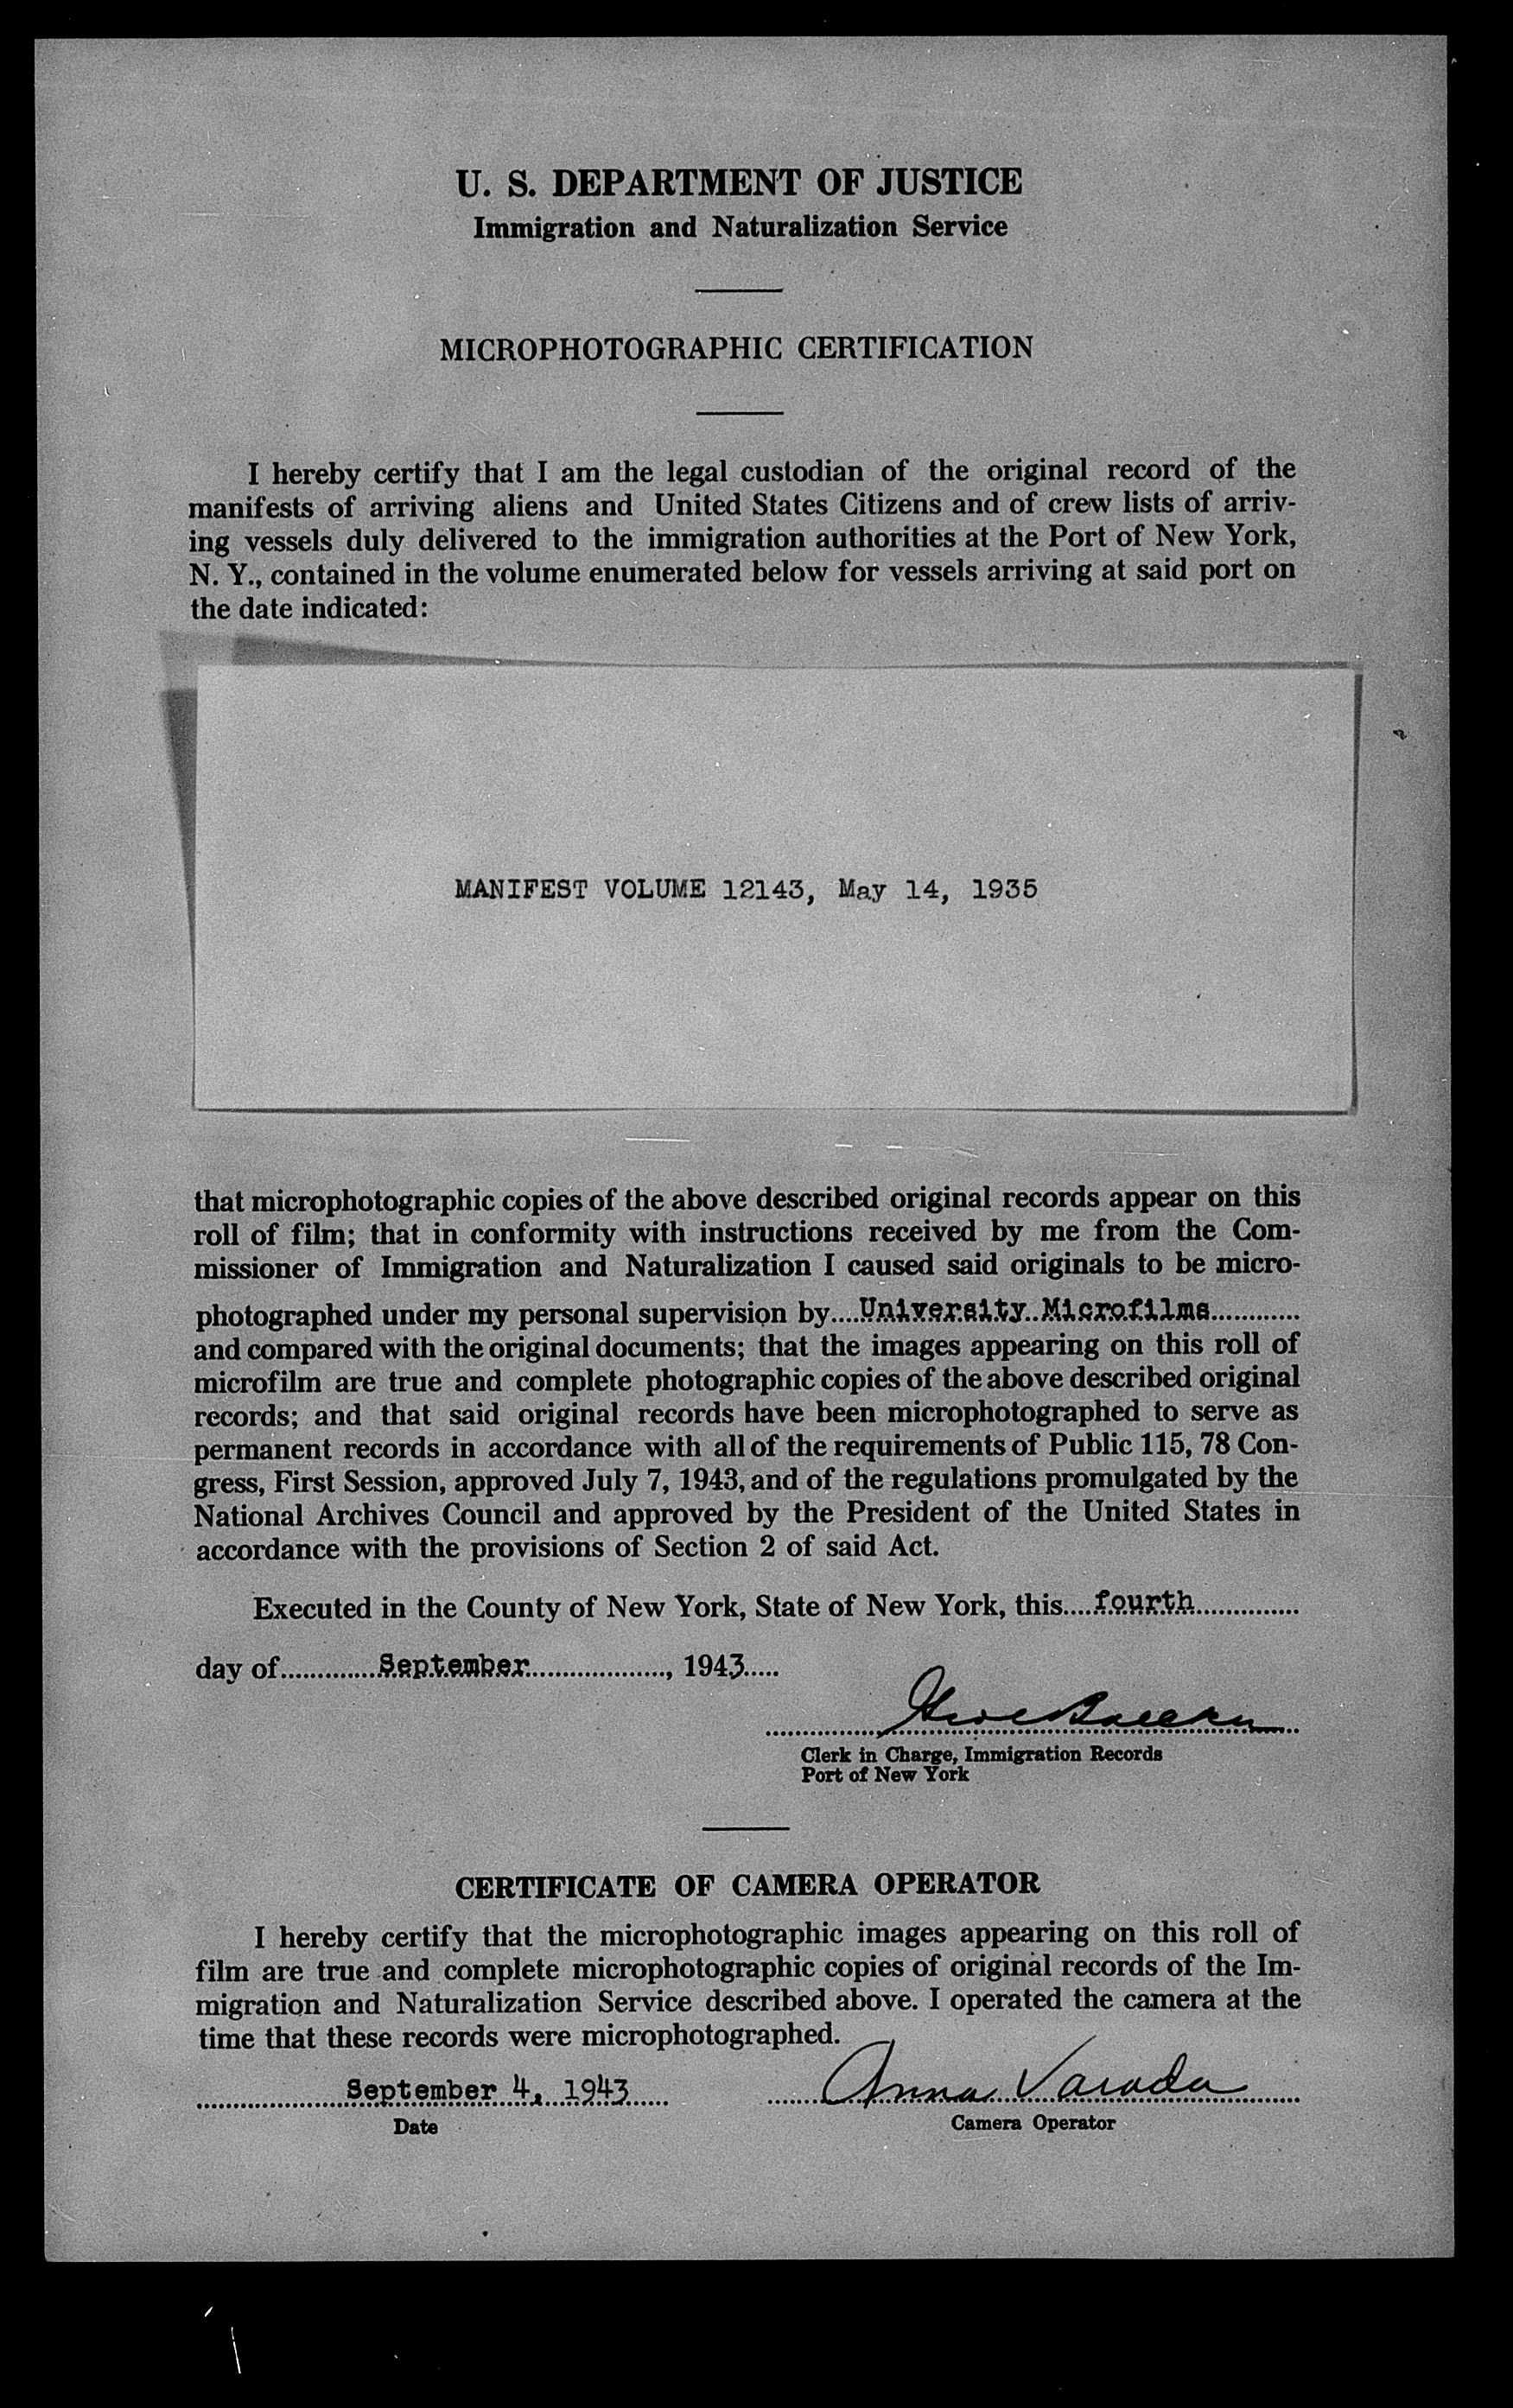 U. S. DEPARTMENT OF JUSTICE
Immigration and Naturalization Service
MICROPHOTOGRAPHIC CERTIFICATION
I hereby certify that I am the legal custodian of the original record of the
manifests of arriving aliens and United States Citizens and of crew lists of arriv-
ing vessels duly delivered to the immigration authorities at the Port of New York,
N. Y., contained in the volume enumerated below for vessels arriving at said port on
the date indicated:
MANIFEST VOLUME 12143, May 14, 1935
that microphotographic copies of the above described original records appear on this
roll of film; that in conformity with instructions received by me from the Com-
missioner of Immigration and Naturalization I caused said originals to be micro-
photographed under my personal supervision by....University Microfilms............
and compared with the original documents; that the images appearing on this roll of
microfilm are true and complete photographic copies of the above described original
records; and that said original records have been microphotographed to serve as
permanent records in accordance with all of the requirements of Public 115, 78 Con-
gress, First Session, approved July 7, 1943, and of the regulations promulgated by the
National Archives Council and approved by the President of the United States in
accordance with the provisions of Section 2 of said Act.
Executed in the County of New York, State of New York, this....fourth..............
day of.............September..................., 1943.....
Clerk in Charge, Immigration Records
Port of New York
CERTIFICATE OF CAMERA OPERATOR
I hereby certify that the microphotographic images appearing on this roll of
film are true and complete microphotographic copies of original records of the Im-
migration and Naturalization Service described above. I operated the camera at the
time that these records were microphotographed.
September 4, 1943 Anna Varada
Date Camera Operator